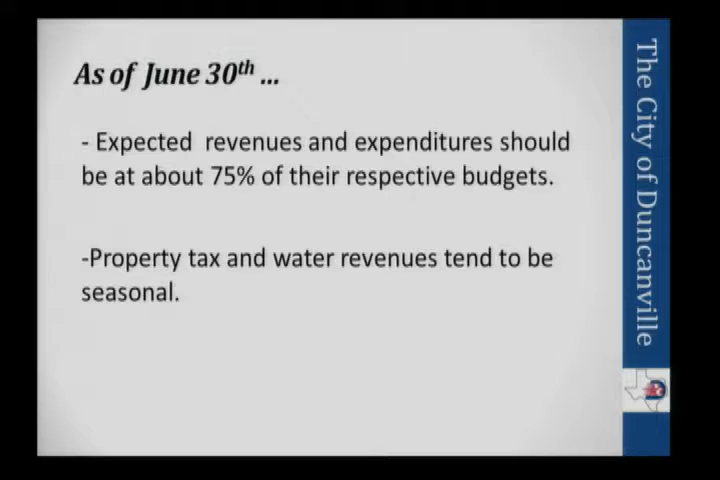 As of June 30th ...
- Expected revenues and expenditures should
be at about 75% of their respective budgets.
-Property tax and water revenues tend to be
seasonal.
The City of Duncanville